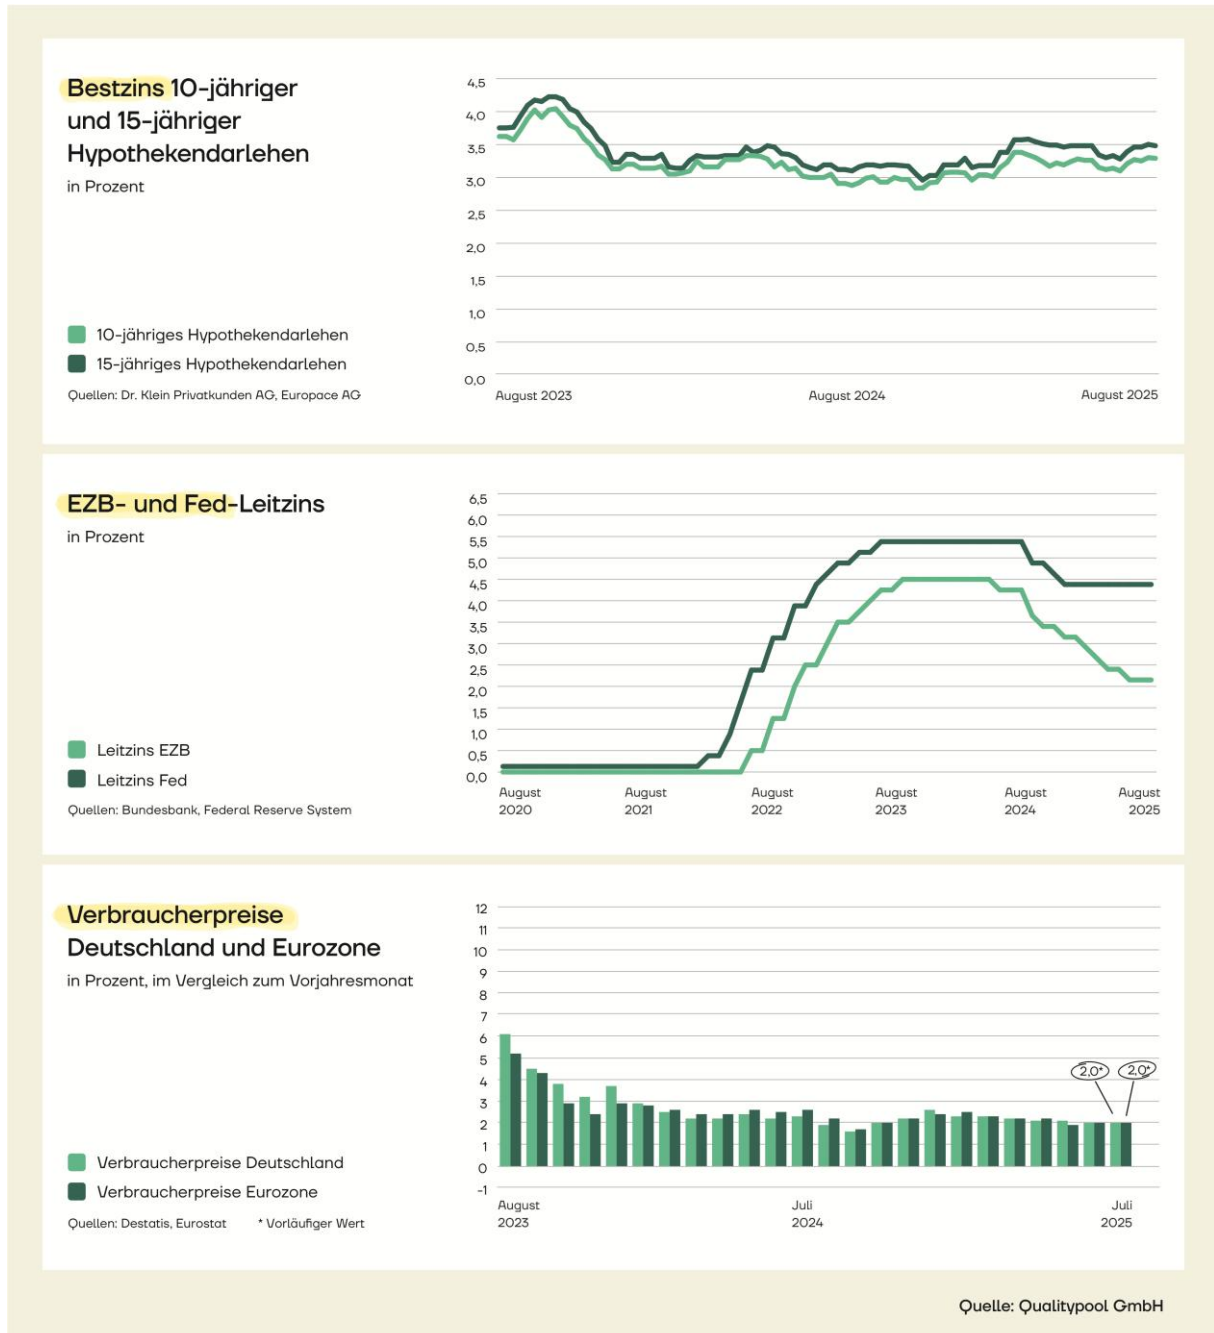 Bestzins 10-jähriger
und 15-jähriger
Hypothekendarlehen
in Prozent
10-jähriges Hypothekendarlehen
15-jähriges Hypothekendarlehen
Quellen: Dr. Klein Privatkunden AG, Europace AG
4,5
4,0
3,5
3,0
2,5
2,0
1,5
1,0
0,5
0,0
August 2023
August 2024
August 2025
EZB- und Fed-Leitzins
in Prozent
Leitzins EZB
Leitzins Fed
Quellen: Bundesbank, Federal Reserve System
6,5
6,0
5,5
5,0
4,5
4,0
3,5
3,0
2,5
2,0
1,5
1,0
0,5
0,0
August
2020
August
2021
August
2022
August
2023
August
2024
August
2025
Verbraucherpreise
Deutschland und Eurozone
in Prozent, im Vergleich zum Vorjahresmonat
Verbraucherpreise Deutschland
Verbraucherpreise Eurozone
Quellen: Destatis, Eurostat * Vorläufiger Wert
12
11
10
9
8
7
6
5
4
3
2
1
0
-1
2,0*
2,0*
August
2023
Juli
2024
Juli
2025
Quelle: Qualitypool GmbH